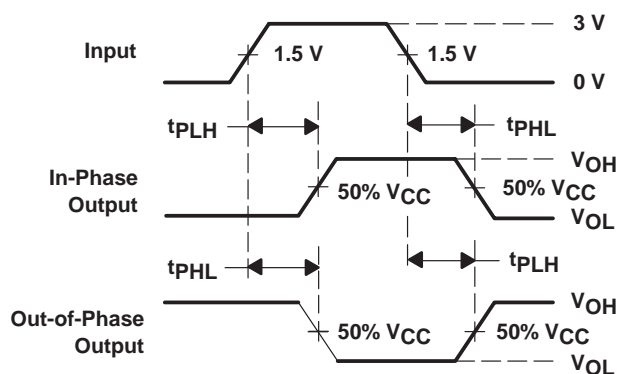 Input
1.5 V
1.5 V
3 V
0 V
tPLH
tPHL
In-Phase
Output
50% VCC
VOH
50% VCC
VOL
tPHL
tPLH
Out-of-Phase
Output
50% VCC
VOH
50% VCC
VOL